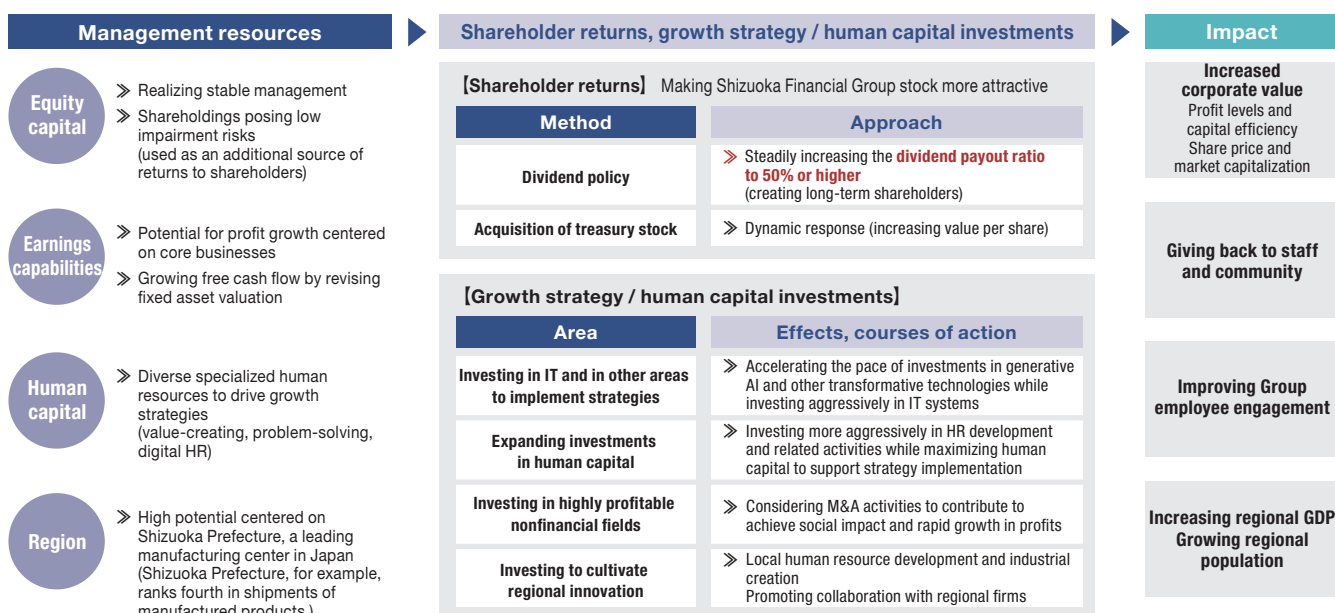 Management resources
Equity
capital
≫ Realizing stable management
≫ Shareholdings posing low
impairment risks
(used as an additional source of
returns to shareholders)
Earnings
capabilities
≫ Potential for profit growth centered
on core businesses
≫ Growing free cash flow by revising
fixed asset valuation
Human
capital
≫ Diverse specialized human
resources to drive growth
strategies
(value-creating, problem-solving,
digital HR)
Region
≫ High potential centered on
Shizuoka Prefecture, a leading
manufacturing center in Japan
(Shizuoka Prefecture, for example,
ranks fourth in shipments of
manufactured products.)
Shareholder returns, growth strategy / human capital investments
【Shareholder returns】 Making Shizuoka Financial Group stock more attractive
Method
Approach
Dividend policy
≫ Steadily increasing the dividend payout ratio
to 50% or higher
(creating long-term shareholders)
Acquisition of treasury stock
≫ Dynamic response (increasing value per share)
【Growth strategy / human capital investments】
Area
Effects, courses of action
Investing in IT and in other areas
to implement strategies
≫ Accelerating the pace of investments in generative
AI and other transformative technologies while
investing aggressively in IT systems
Expanding investments
in human capital
≫ Investing more aggressively in HR development
and related activities while maximizing human
capital to support strategy implementation
Investing in highly profitable
nonfinancial fields
≫ Considering M&A activities to contribute to
achieve social impact and rapid growth in profits
Investing to cultivate
regional innovation
≫ Local human resource development and industrial
creation
Promoting collaboration with regional firms
Impact
Increased
corporate value
Profit levels and
capital efficiency
Share price and
market capitalization
Giving back to staff
and community
Improving Group
employee engagement
Increasing regional GDP
Growing regional
population